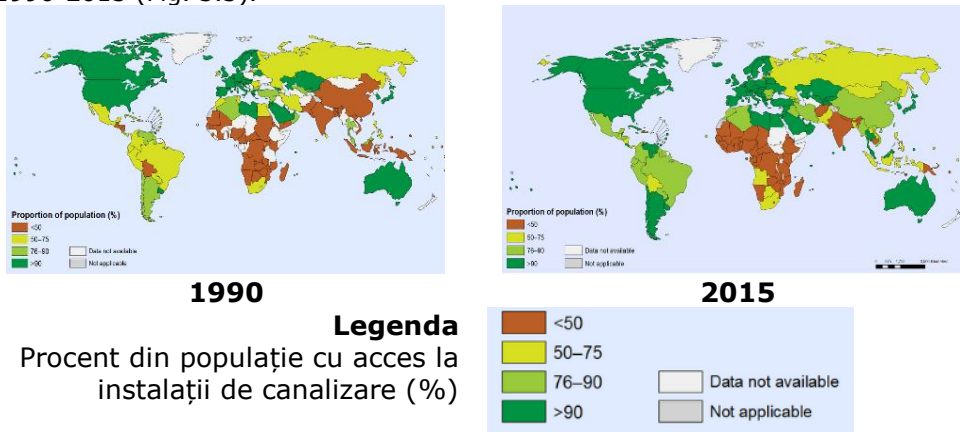 Proportion of population (%)
<50
50–75
76–90
>90
Data not available
Not applicable
Proportion of population (%)
<50
50–75
76–90
>90
Data not available
Not applicable
1990
2015
Legenda
Procent din populație cu acces la
instalații de canalizare (%)
<50
50–75
76–90
>90
Data not available
Not applicable